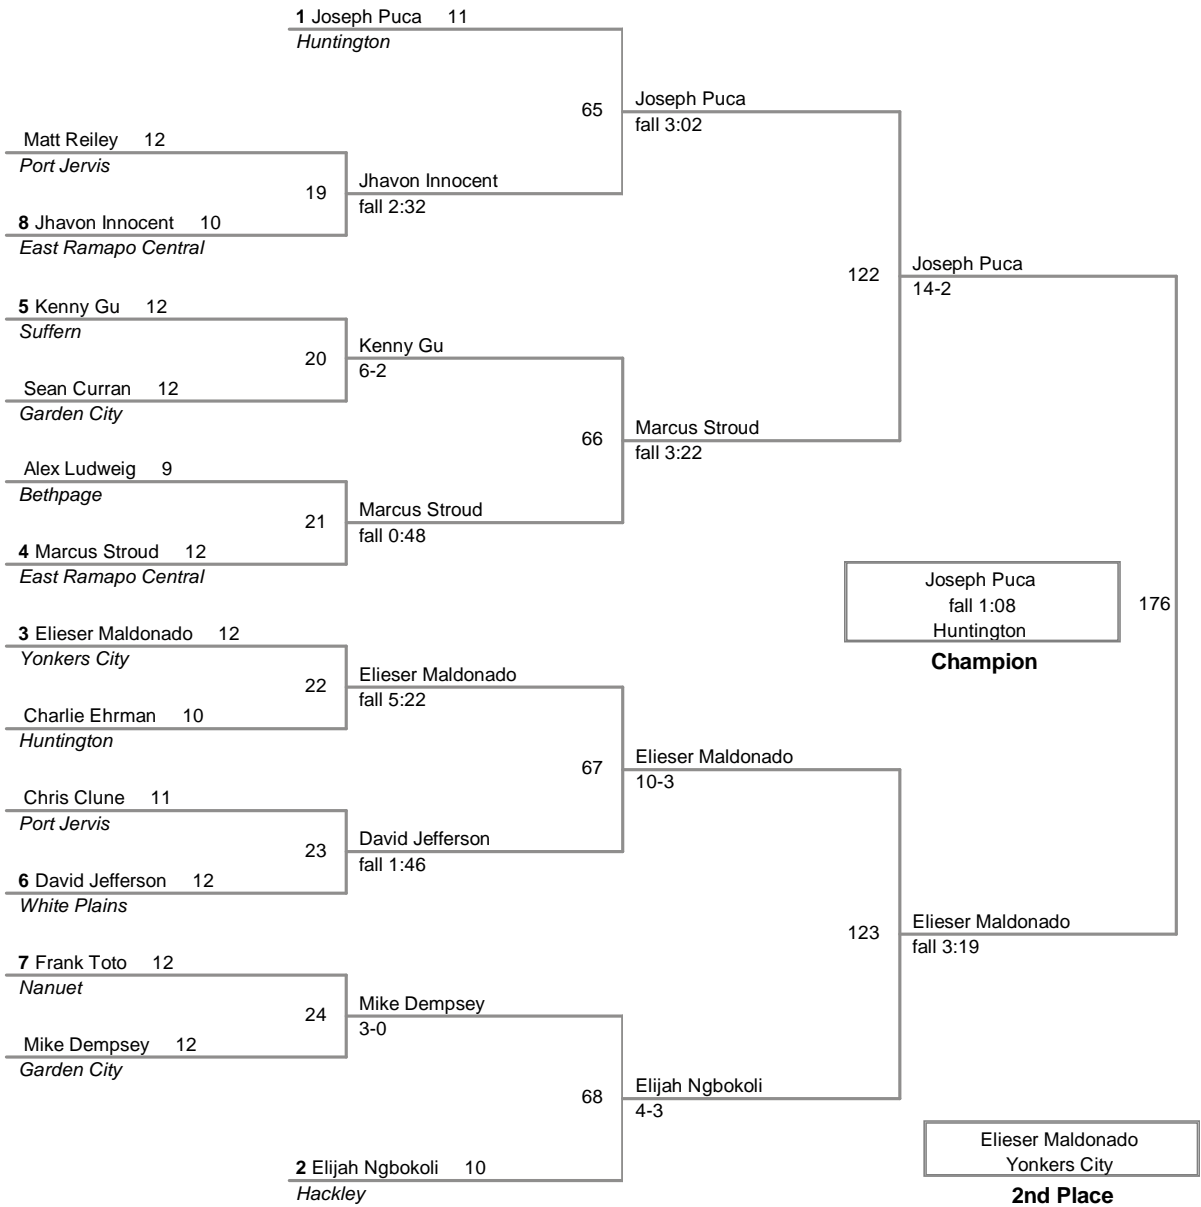 1 Joseph Puca 11
Huntington
65
Joseph Puca
fall 3:02
Matt Reiley 12
Port Jervis
19
Jhavon Innocent
fall 2:32
8 Jhavon Innocent 10
East Ramapo Central
122
Joseph Puca
14-2
5 Kenny Gu 12
Suffern
20
Kenny Gu
6-2
Sean Curran 12
Garden City
66
Marcus Stroud
fall 3:22
Alex Ludweig 9
Bethpage
21
Marcus Stroud
fall 0:48
4 Marcus Stroud 12
East Ramapo Central
Joseph Puca
fall 1:08
Huntington
Champion
176
3 Elieser Maldonado 12
Yonkers City
22
Elieser Maldonado
fall 5:22
Charlie Ehrman 10
Huntington
67
Elieser Maldonado
10-3
Chris Clune 11
Port Jervis
23
David Jefferson
fall 1:46
6 David Jefferson 12
White Plains
123
Elieser Maldonado
fall 3:19
7 Frank Toto 12
Nanuet
24
Mike Dempsey
3-0
Mike Dempsey 12
Garden City
68
Elijah Ngbokoli
4-3
2 Elijah Ngbokoli 10
Hackley
Elieser Maldonado
Yonkers City
2nd Place